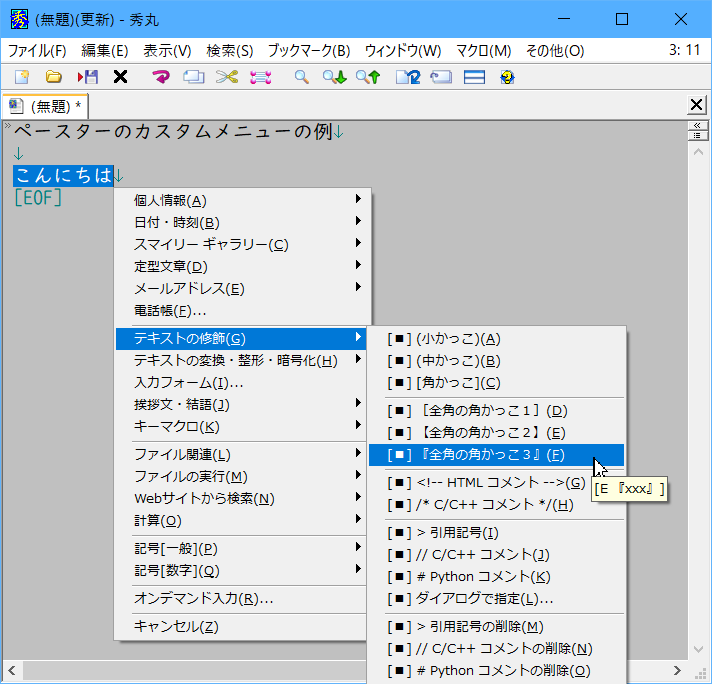 (無題)(更新) - 秀丸
ファイル(F) 編集(E) 表示(V) 検索(S) ブックマーク(B) ウィンドウ(W) マクロ(M) その他(O) 3: 11
(無題) *
ペースターのカスタムメニューの例↓
↓
こんにちは↓
[EOF]
個人情報(A)
日付・時刻(B)
スマイリー ギャラリー(C)
定型文章(D)
メールアドレス(E)
電話帳(F)...
テキストの修飾(G)
テキストの変換・整形・暗号化(H)
入力フォーム(I)...
挨拶文・結語(J)
キーマクロ(K)
ファイル関連(L)
ファイルの実行(M)
Webサイトから検索(N)
計算(O)
記号[一般](P)
記号[数字](Q)
オンデマンド入力(R)...
キャンセル(Z)
[■] (小かっこ)(A)
[■] {中かっこ}(B)
[■] [角かっこ](C)
[■] ［全角の角かっこ１］(D)
[■] 【全角の角かっこ２】(E)
[■] 『全角の角かっこ３』(F)
[■] <!-- HTML コメント -->(G)
[■] /* C/C++ コメント */(H)
[■] > 引用記号(I)
[■] // C/C++ コメント(J)
[■] # Python コメント(K)
[■] ダイアログで指定(L)...
[■] > 引用記号の削除(M)
[■] // C/C++ コメントの削除(N)
[■] # Python コメントの削除(O)
[E 『xxx』]